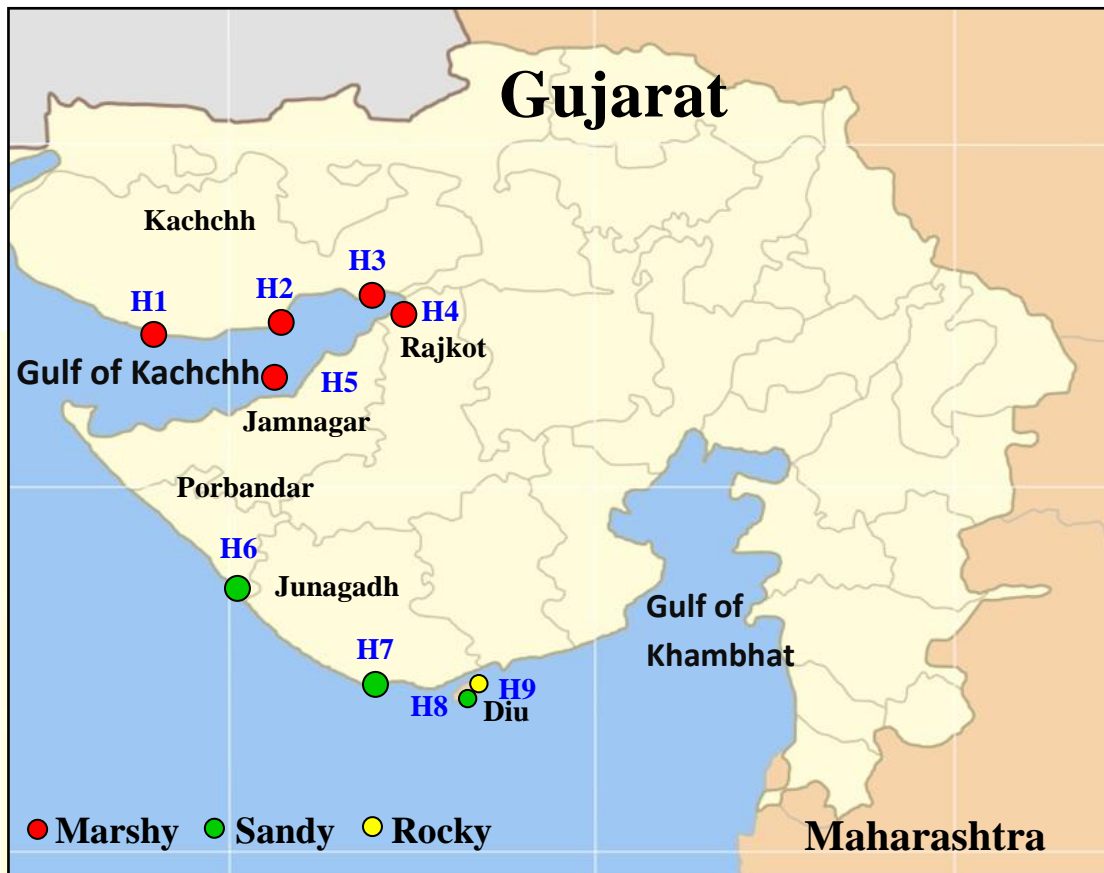 Gujarat
Kachchh
H3
H1
H2
H4
Rajkot
Gulf of Kachchh
H5
Jamnagar
Porbandar
H6
Junagadh
Gulf of
Khambhat
H7
H9
H8
Diu
Marshy
Sandy
Rocky
Maharashtra